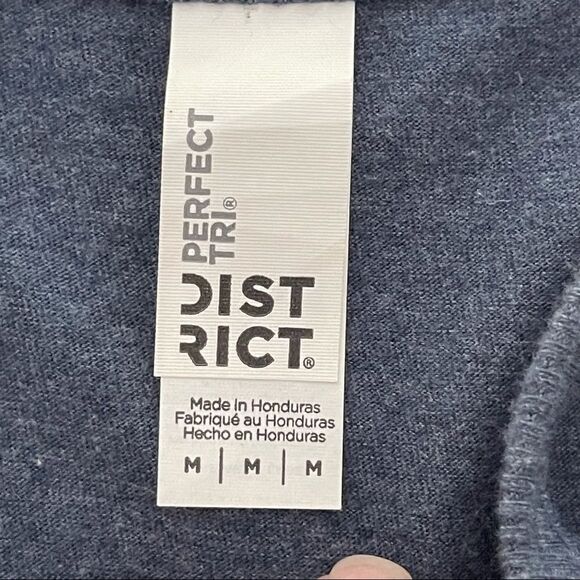 PERFECT
TRI®
DIST
RICT®
Made in Honduras
Fabriqué au Honduras
Hecho en Honduras
M | M | M